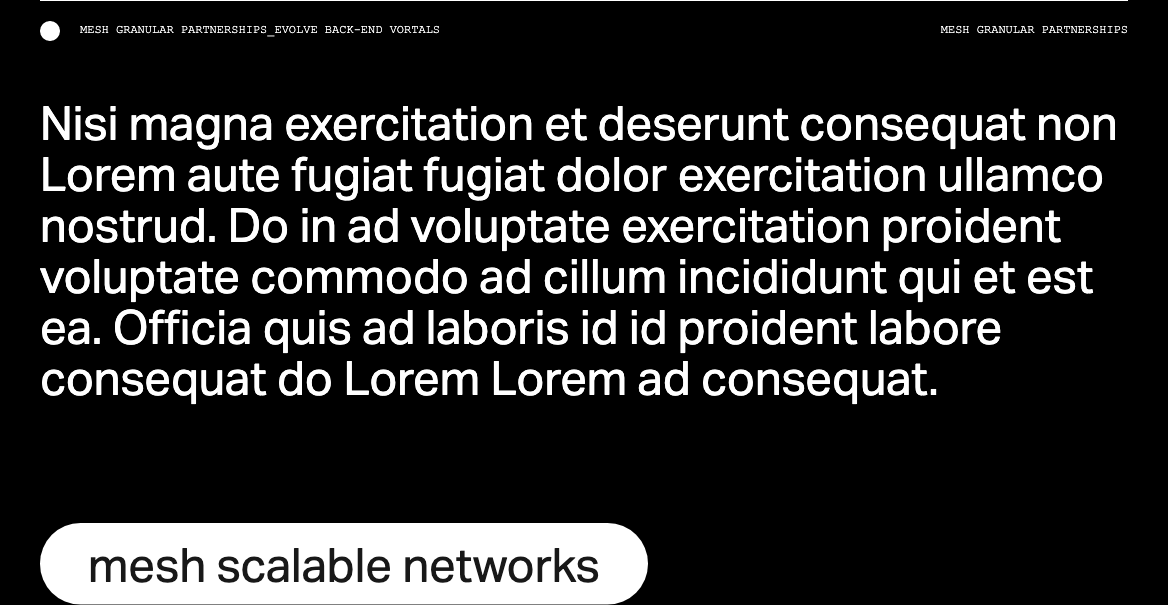 MESH GRANULAR PARTNERSHIPS_EVOLVE BACK-END VORTALS
MESH GRANULAR PARTNERSHIPS
Nisi magna exercitation et deserunt consequat non
Lorem aute fugiat fugiat dolor exercitation ullamco
nostrud. Do in ad voluptate exercitation proident
voluptate commodo ad cillum incididunt qui et est
ea. Officia quis ad laboris id id proident labore
consequat do Lorem Lorem ad consequat.
mesh scalable networks